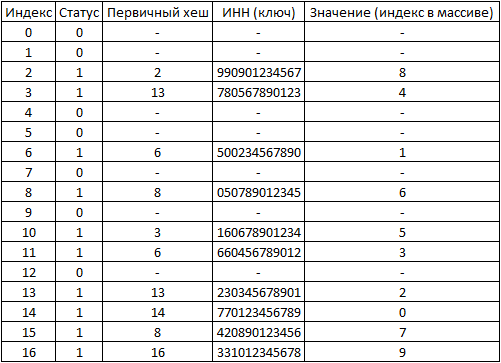 Индекс Статус Первичный хеш ИНН (ключ) Значение (индекс в массиве)
0 0 - - -
1 0 - - -
2 1 2 990901234567 8
3 1 13 780567890123 4
4 0 - - -
5 0 - - -
6 1 6 500234567890 1
7 0 - - -
8 1 8 050789012345 6
9 0 - - -
10 1 3 160678901234 5
11 1 6 660456789012 3
12 0 - - -
13 1 13 230345678901 2
14 1 14 770123456789 0
15 1 8 420890123456 7
16 1 16 331012345678 9